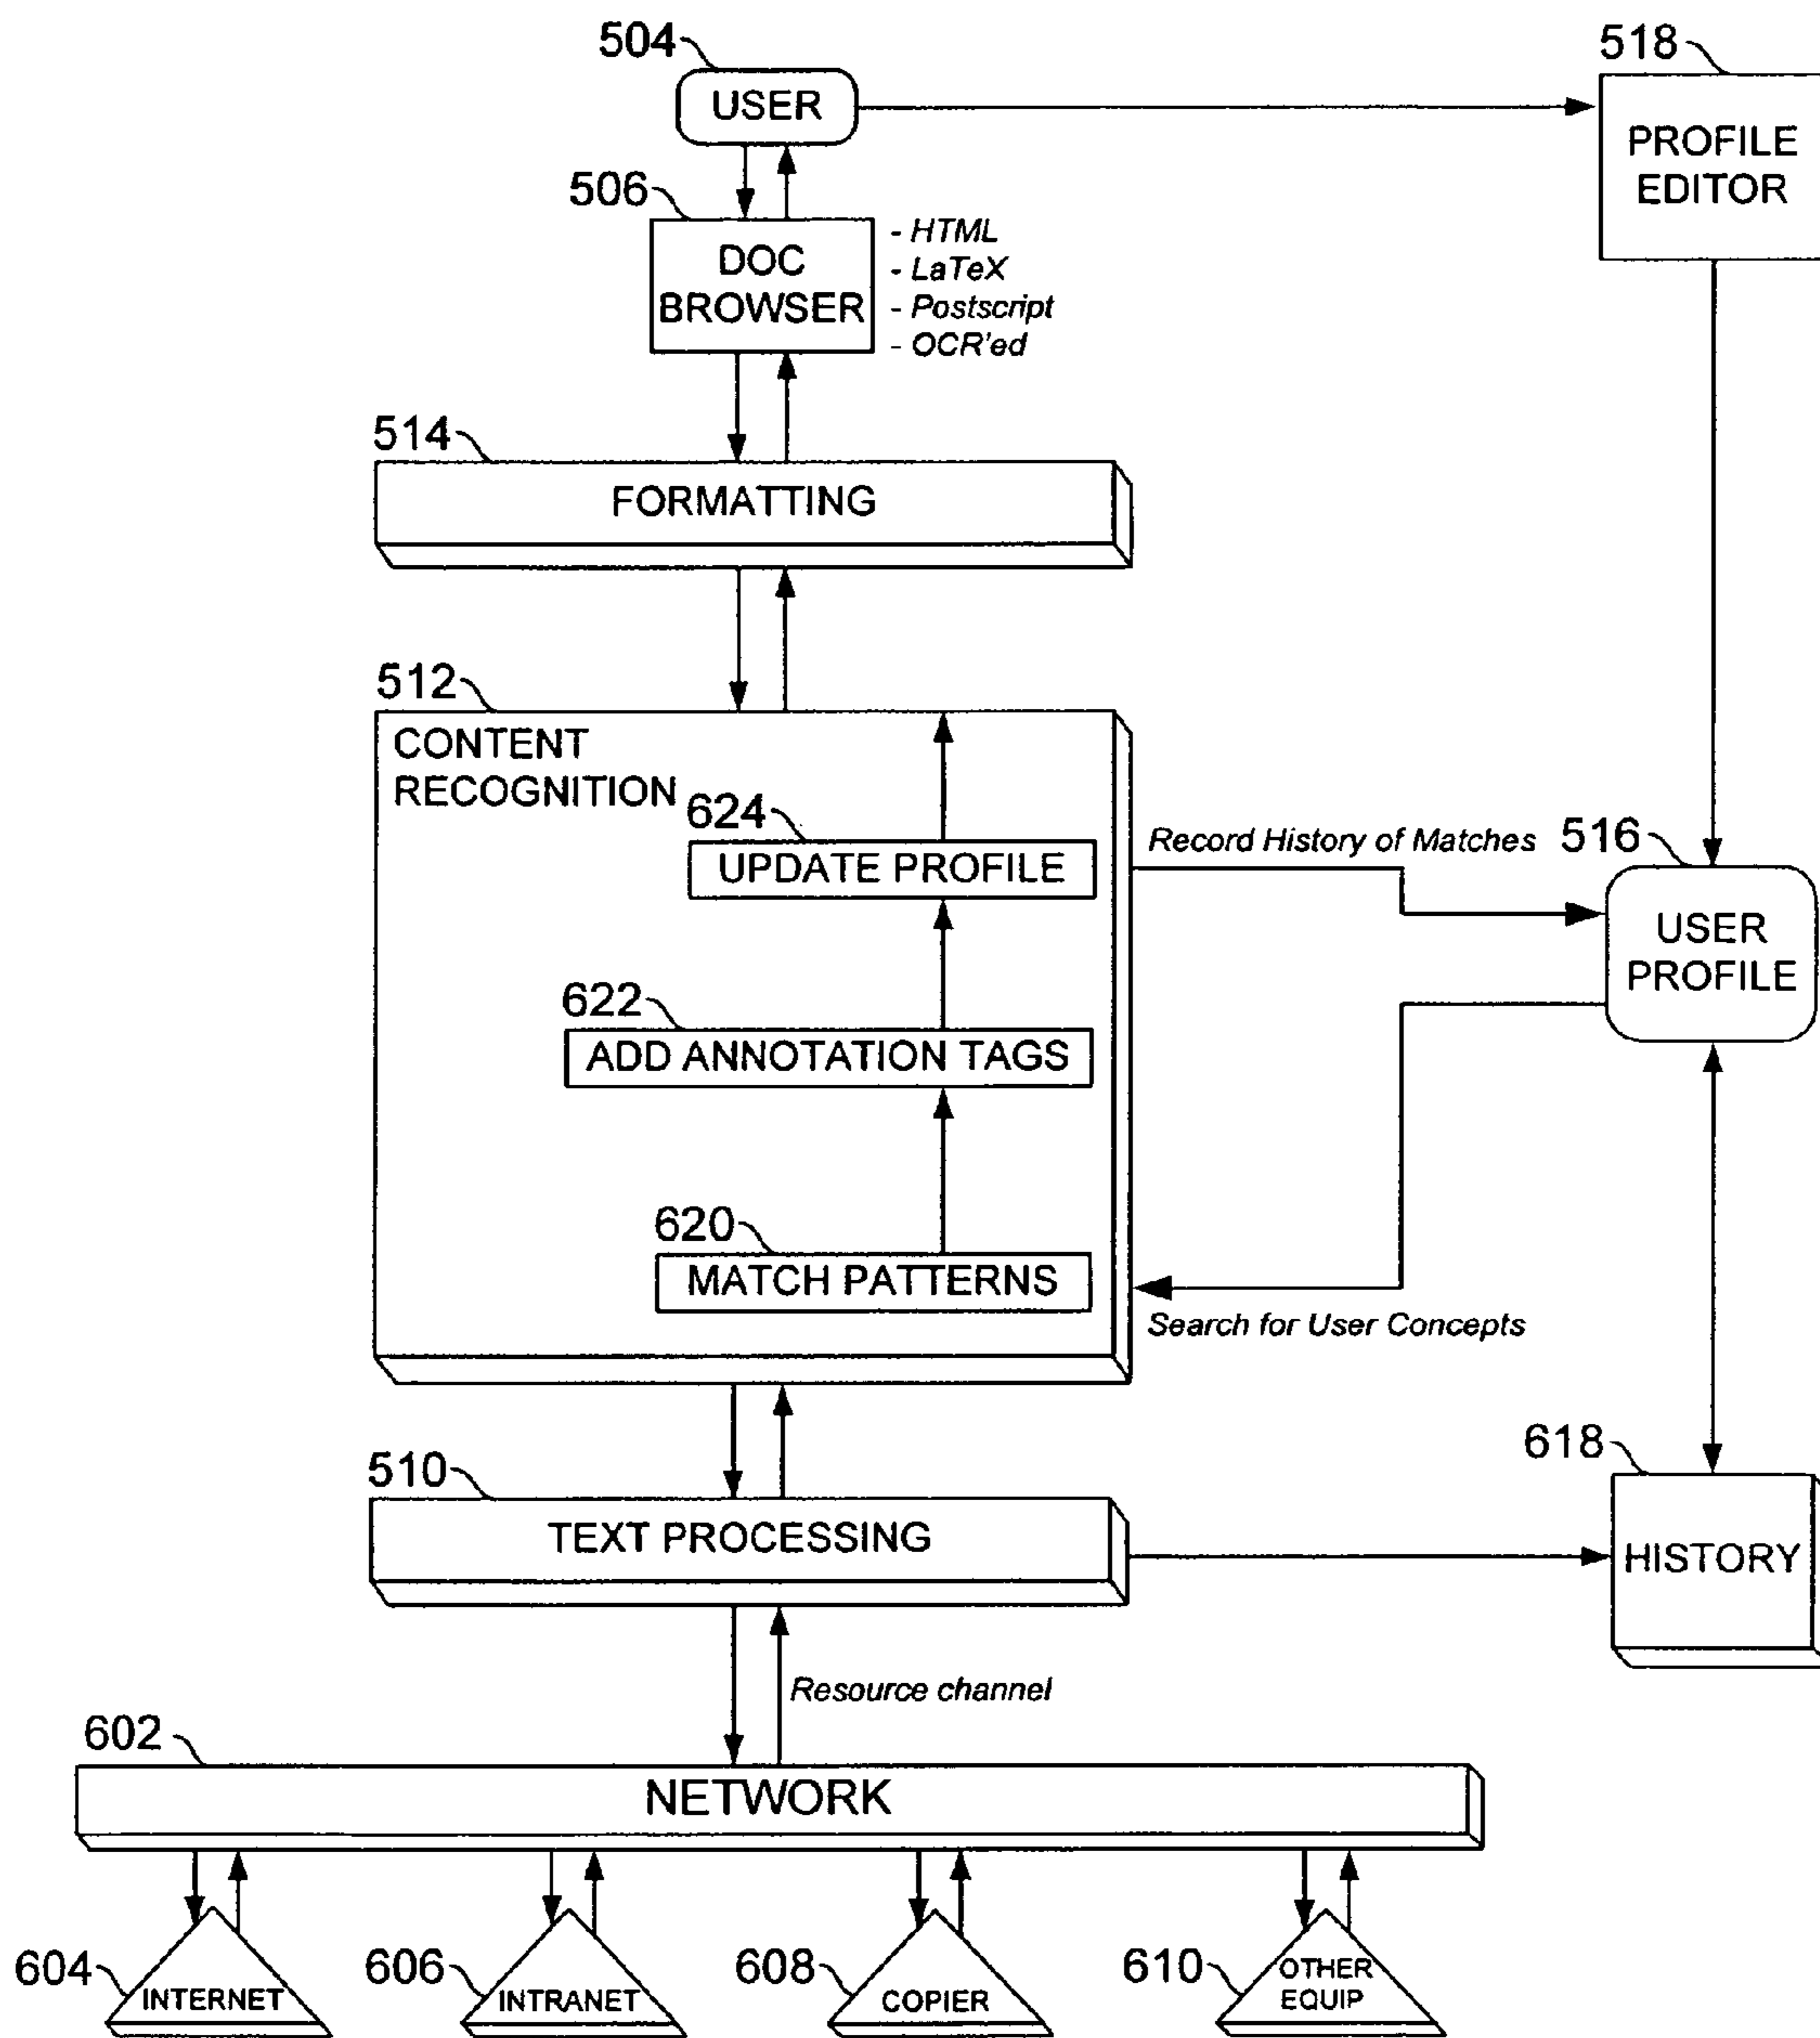 504
USER
518
PROFILE
EDITOR
506
DOC
BROWSER
- HTML
- LaTeX
- Postscript
- OCR'ed
514
FORMATTING
512
CONTENT
RECOGNITION
624
UPDATE PROFILE
Record History of Matches
516
USER
PROFILE
622
ADD ANNOTATION TAGS
620
MATCH PATTERNS
Search for User Concepts
510
TEXT PROCESSING
618
HISTORY
Resource channel
602
NETWORK
604
INTERNET
606
INTRANET
608
COPIER
610
OTHER
EQUIP